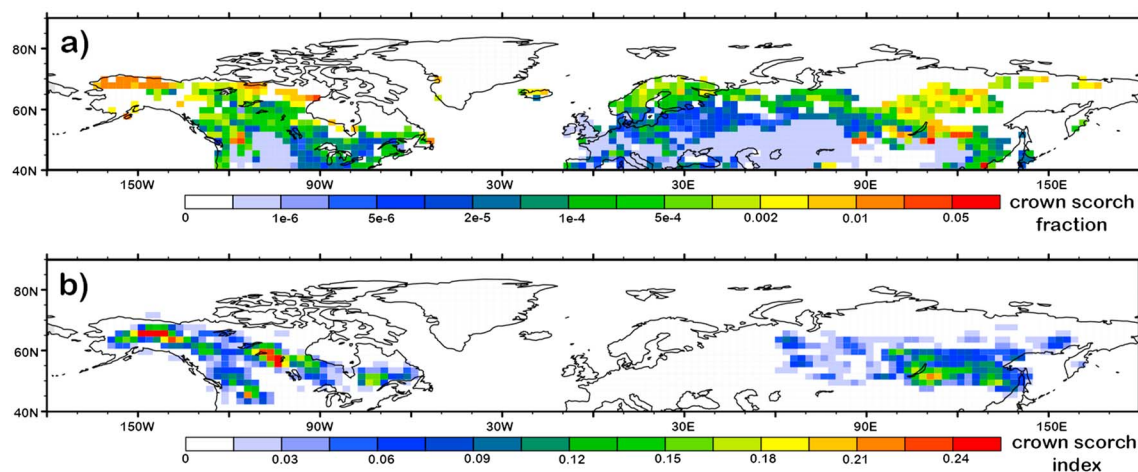 a)
80N
60N
40N
150W 90W 30W 30E 90E 150E
0 1e-6 5e-6 2e-5 1e-4 5e-4 0.002 0.01 0.05 crown scorch
fraction
b)
80N
60N
40N
150W 90W 30W 30E 90E 150E
0 0.03 0.06 0.09 0.12 0.15 0.18 0.21 0.24 crown scorch
index